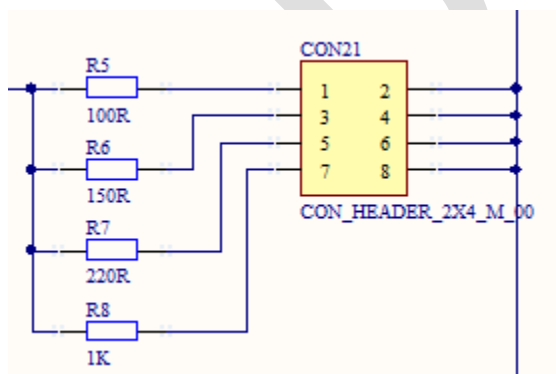 CON21
R5
1 2
100R
3 4
R6
5 6
7 8
150R
CON_HEADER_2X4_M_00
R7
220R
R8
1K